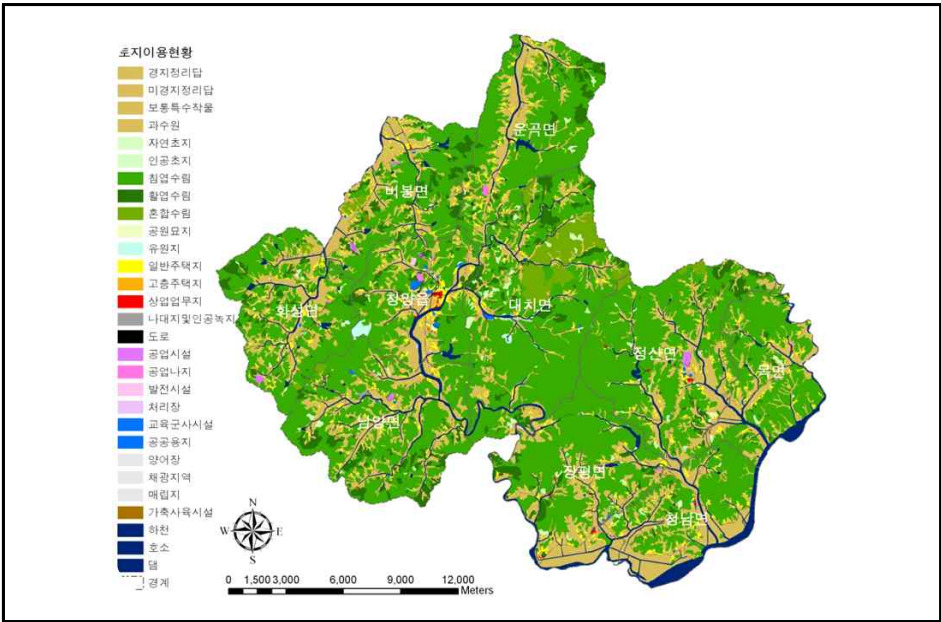 토지이용현황
경지정리답
미경지정리답
보통특수작물
과수원
자연초지
인공초지
침엽수림
활엽수림
혼합수림
공원묘지
유원지
일반주택지
고층주택지
상업업무지
나대지및인공녹지
도로
공업시설
공업나지
발전시설
처리장
교육군사시설
공공용지
양어장
채광지역
매립지
가축사육시설
하천
호소
댐
경계
운곡면
비봉면
청양읍
대치면
화성면
정산면
목면
남양면
장평면
청남면
N
W E
S
0 1,500 3,000 6,000 9,000 12,000
Meters